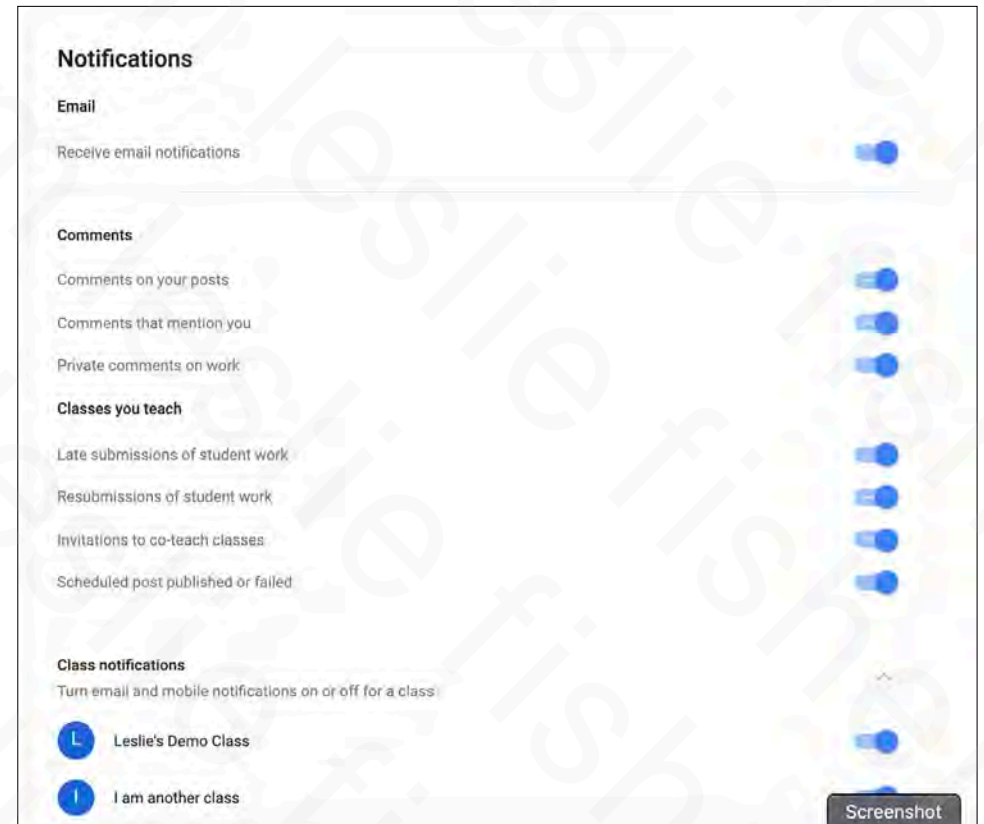 Notifications
Email
Receive email notifications
Comments
Comments on your posts
Comments that mention you
Private comments on work
Classes you teach
Late submissions of student work
Resubmissions of student work
Invitations to co-teach classes
Scheduled post published or failed
Class notifications
Turn email and mobile notifications on or off for a class
L Leslie's Demo Class
I I am another class
Screenshot
leslie fish